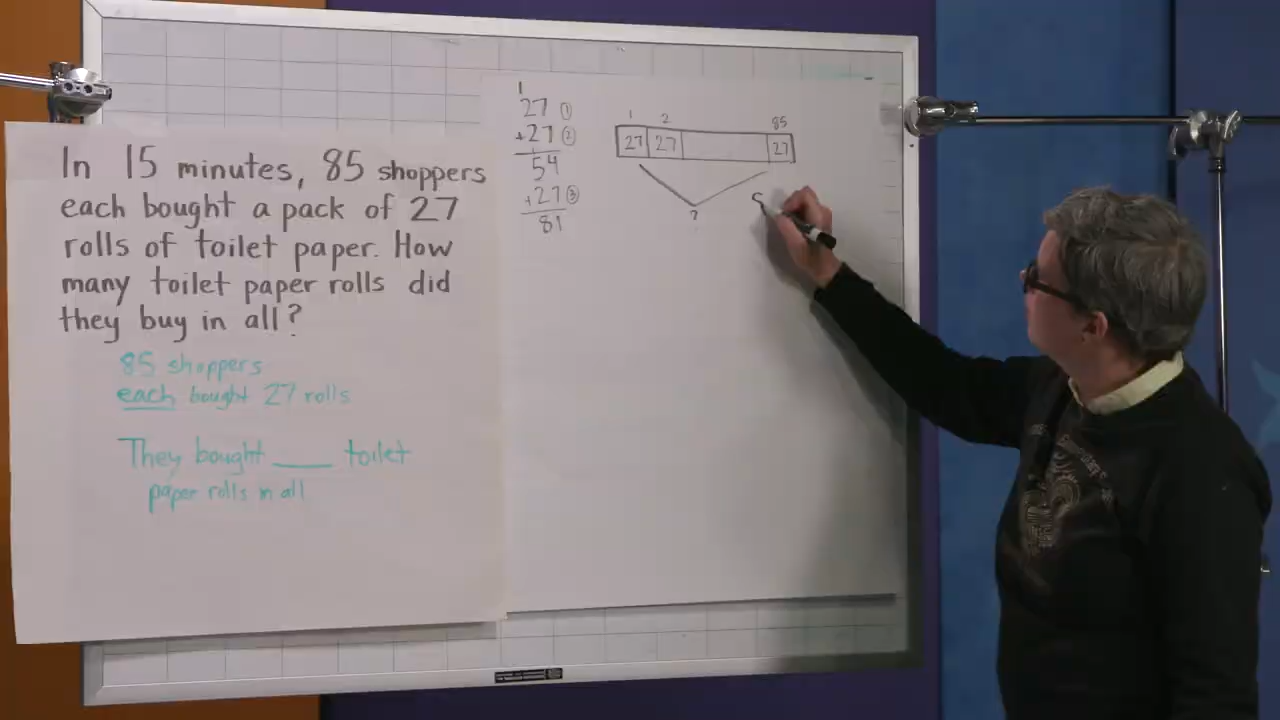 In 15 minutes, 85 shoppers
each bought a pack of 27
rolls of toilet paper. How
many toilet paper rolls did
they buy in all?
85 shoppers
each bought 27 rolls
They bought ____ toilet
paper rolls in all
1
27 ①
+27 ②
1
54
+27 ③
81
1 2 85
27 27 27
?